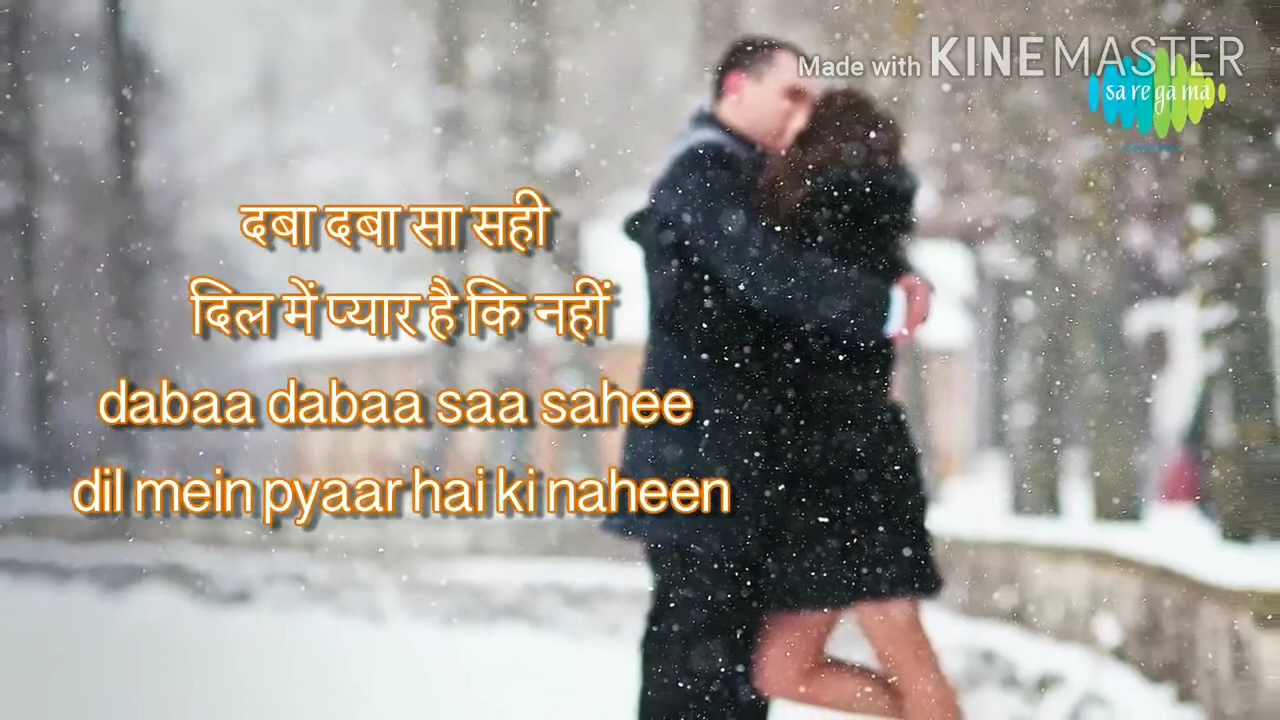 Made with KINEMASTER
sa re ga ma
दबा दबा सा सही
दिल में प्यार है कि नहीं
dabaa dabaa saa sahee
dil mein pyaar hai ki naheen